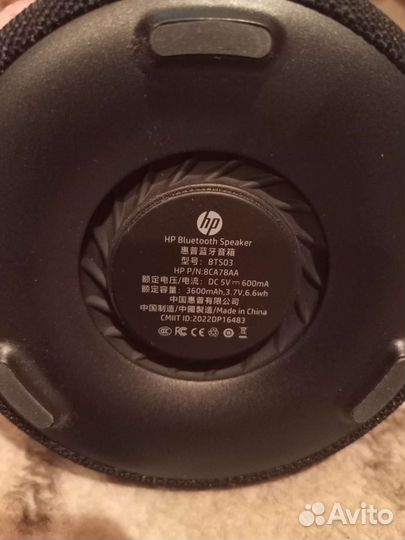 hp
HP Bluetooth Speaker
惠普蓝牙音箱
型号: BTS03
HP P/N:8CA78AA
额定电压/电流: DC 5V⎓600mA
额定容量: 3600mAh,3.7V,6.6wh
中国惠普有限公司
中国制造/中國製造/Made in China
CMIIT ID:2022DP16483
Avito